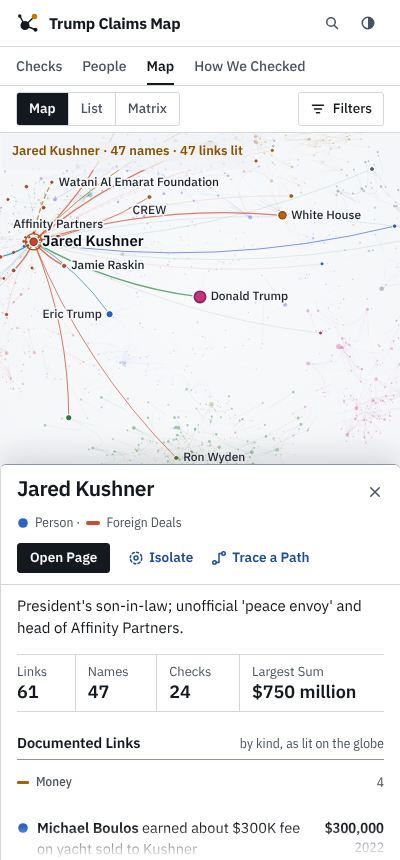 Trump Claims Map
Checks People Map How We Checked
Map List Matrix Filters
Jared Kushner · 47 names · 47 links lit
Watani Al Emarat Foundation
CREW
White House
Affinity Partners
Jared Kushner
Jamie Raskin
Donald Trump
Eric Trump
Ron Wyden
Jared Kushner
Person · Foreign Deals
Open Page Isolate Trace a Path
President's son-in-law; unofficial 'peace envoy' and
head of Affinity Partners.
Links Names Checks Largest Sum
61 47 24 $750 million
Documented Links by kind, as lit on the globe
Money 4
Michael Boulos earned about $300K fee $300,000
on yacht sold to Kushner 2022